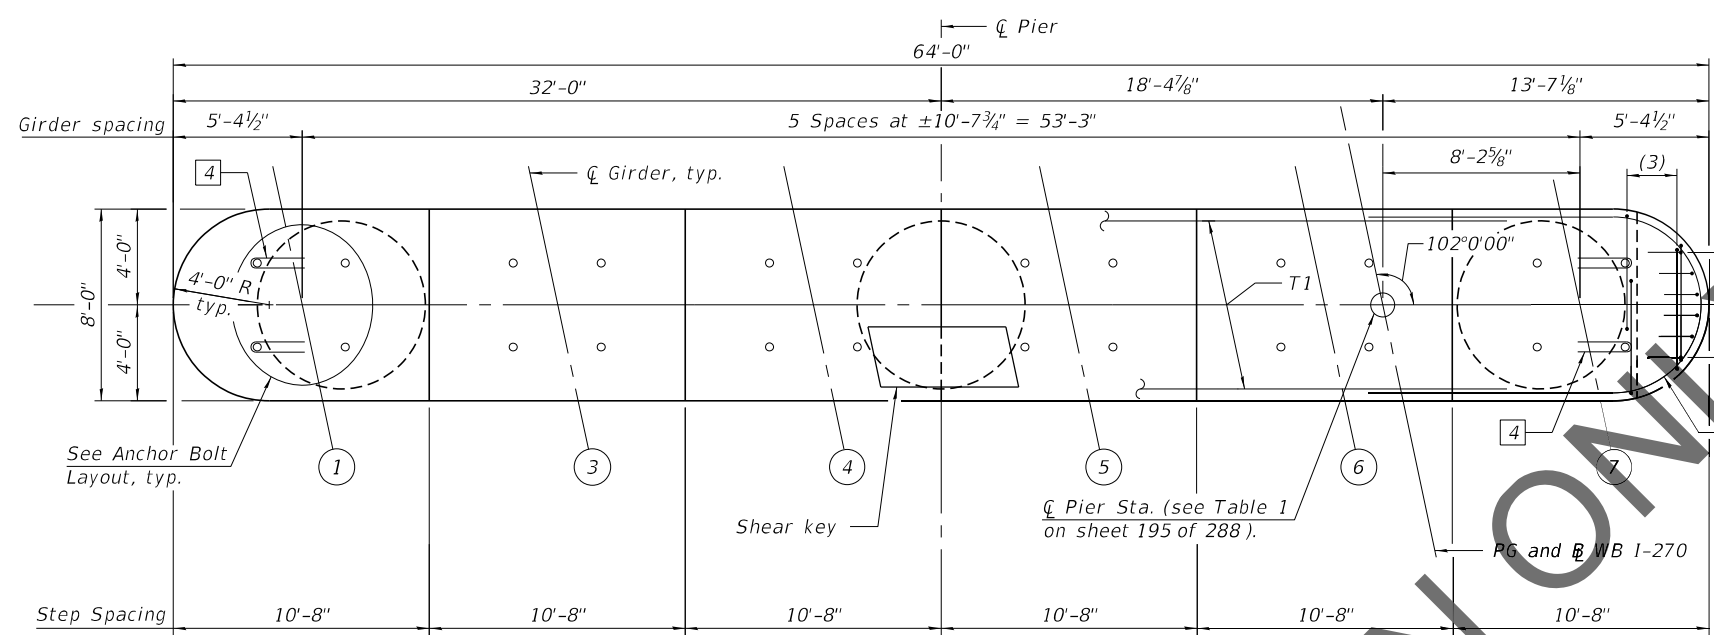 ℄ Pier
64'-0"
32'-0"
18'-4⅞"
13'-7⅛"
Girder spacing
5'-4½"
5 Spaces at ±10'-7¾" = 53'-3"
5'-4½"
8'-2⅝"
(3)
4
℄ Girder, typ.
102°0'00"
4'-0"
8'-0"
4'-0"
4'-0" R
typ.
T1
4
See Anchor Bolt
Layout, typ.
1
3
4
5
6
7
Shear key
℄ Pier Sta. (see Table 1
on sheet 195 of 288 ).
PG and BL WB I-270
Step Spacing
10'-8"
10'-8"
10'-8"
10'-8"
10'-8"
10'-8"